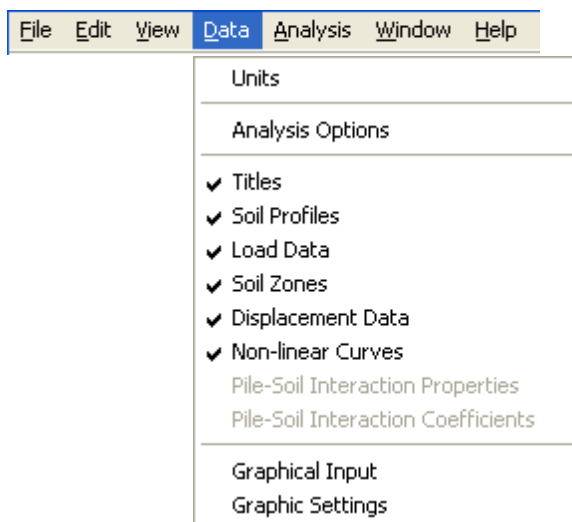 File Edit View Data Analysis Window Help
Units
Analysis Options
Titles
Soil Profiles
Load Data
Soil Zones
Displacement Data
Non-linear Curves
Pile-Soil Interaction Properties
Pile-Soil Interaction Coefficients
Graphical Input
Graphic Settings